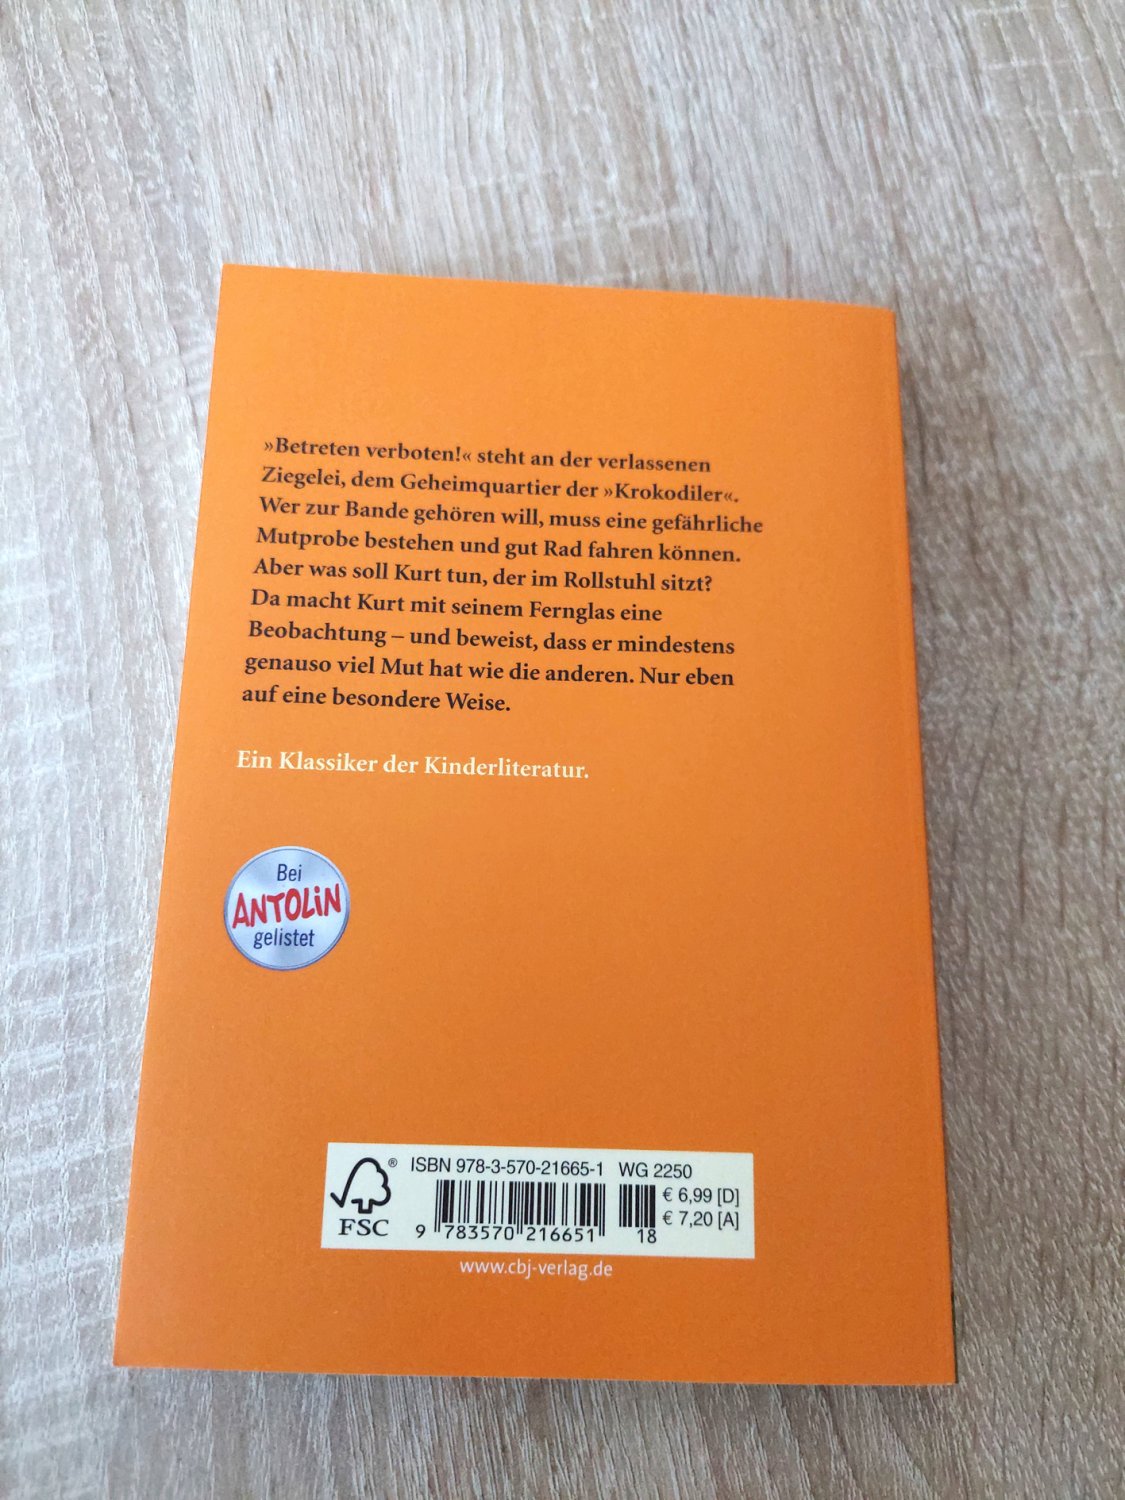 »Betreten verboten!« steht an der verlassenen
Ziegelei, dem Geheimquartier der »Krokodiler«.
Wer zur Bande gehören will, muss eine gefährliche
Mutprobe bestehen und gut Rad fahren können.
Aber was soll Kurt tun, der im Rollstuhl sitzt?
Da macht Kurt mit seinem Fernglas eine
Beobachtung – und beweist, dass er mindestens
genauso viel Mut hat wie die anderen. Nur eben
auf eine besondere Weise.
Ein Klassiker der Kinderliteratur.
Bei
ANTOLiN
gelistet
ISBN 978-3-570-21665-1 WG 2250
€ 6,99 [D]
€ 7,20 [A]
®
FSC
9 783570 216651 18
www.cbj-verlag.de